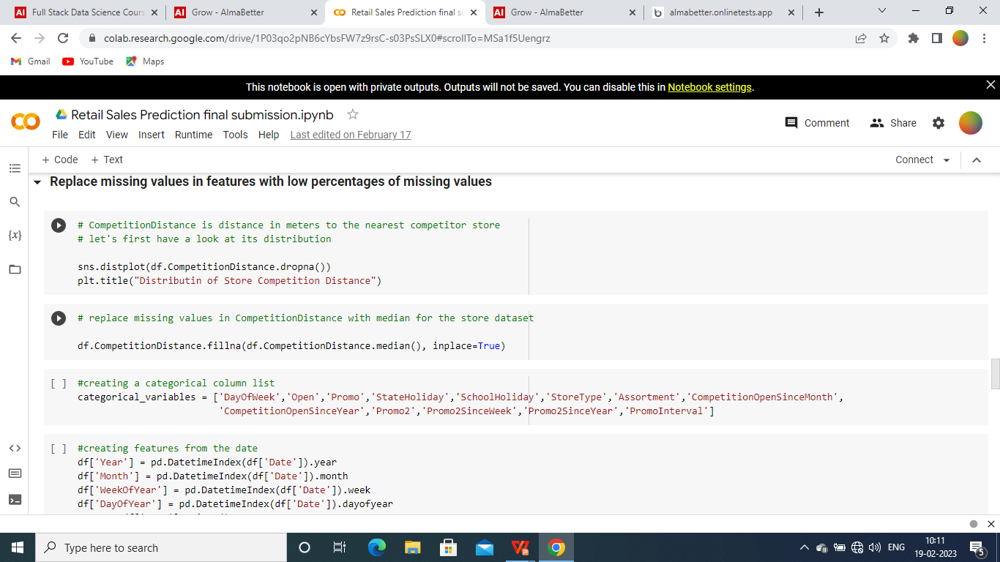 Full Stack Data Science Cours
Grow - AlmaBetter
Retail Sales Prediction final su
Grow - AlmaBetter
almabetter.onlinetests.app
colab.research.google.com/drive/1P03qo2pNB6cYbsFW7z9rsC-s03PsSLX0#scrollTo=MSa1f5Uengrz
Gmail
YouTube
Maps
This notebook is open with private outputs. Outputs will not be saved. You can disable this in Notebook settings.
Retail Sales Prediction final submission.ipynb
Comment
Share
File Edit View Insert Runtime Tools Help Last edited on February 17
+ Code + Text
Connect
Replace missing values in features with low percentages of missing values
{x}
# CompetitionDistance is distance in meters to the nearest competitor store
# let's first have a look at its distribution
sns.distplot(df.CompetitionDistance.dropna())
plt.title("Distributin of Store Competition Distance")
# replace missing values in CompetitionDistance with median for the store dataset
df.CompetitionDistance.fillna(df.CompetitionDistance.median(), inplace=True)
[ ] #creating a categorical column list
categorical_variables = ['DayOfWeek','Open','Promo','StateHoliday','SchoolHoliday','StoreType','Assortment','CompetitionOpenSinceMonth',
'CompetitionOpenSinceYear','Promo2','Promo2SinceWeek','Promo2SinceYear','PromoInterval']
[ ] #creating features from the date
df['Year'] = pd.DatetimeIndex(df['Date']).year
df['Month'] = pd.DatetimeIndex(df['Date']).month
df['WeekOfYear'] = pd.DatetimeIndex(df['Date']).week
df['DayOfYear'] = pd.DatetimeIndex(df['Date']).dayofyear
Type here to search
ENG
10:11
19-02-2023
5